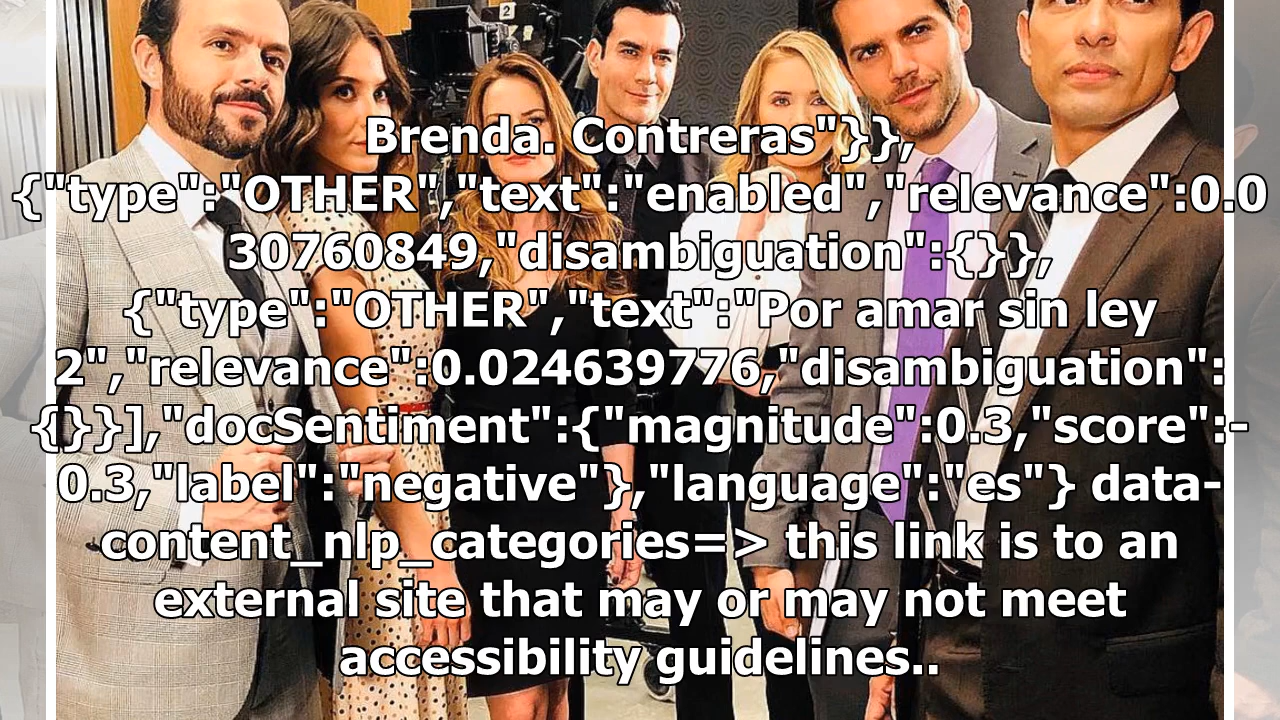 2
Brenda. Contreras"}},
{"type":"OTHER","text":"enabled","relevance":0.0
30760849,"disambiguation":{}},
{"type":"OTHER","text":"Por amar sin ley
2","relevance":0.024639776,"disambiguation":
{}}],"docSentiment":{"magnitude":0.3,"score":-
0.3,"label":"negative"},"language":"es"} data-
content_nlp_categories=> this link is to an
external site that may or may not meet
accessibility guidelines..